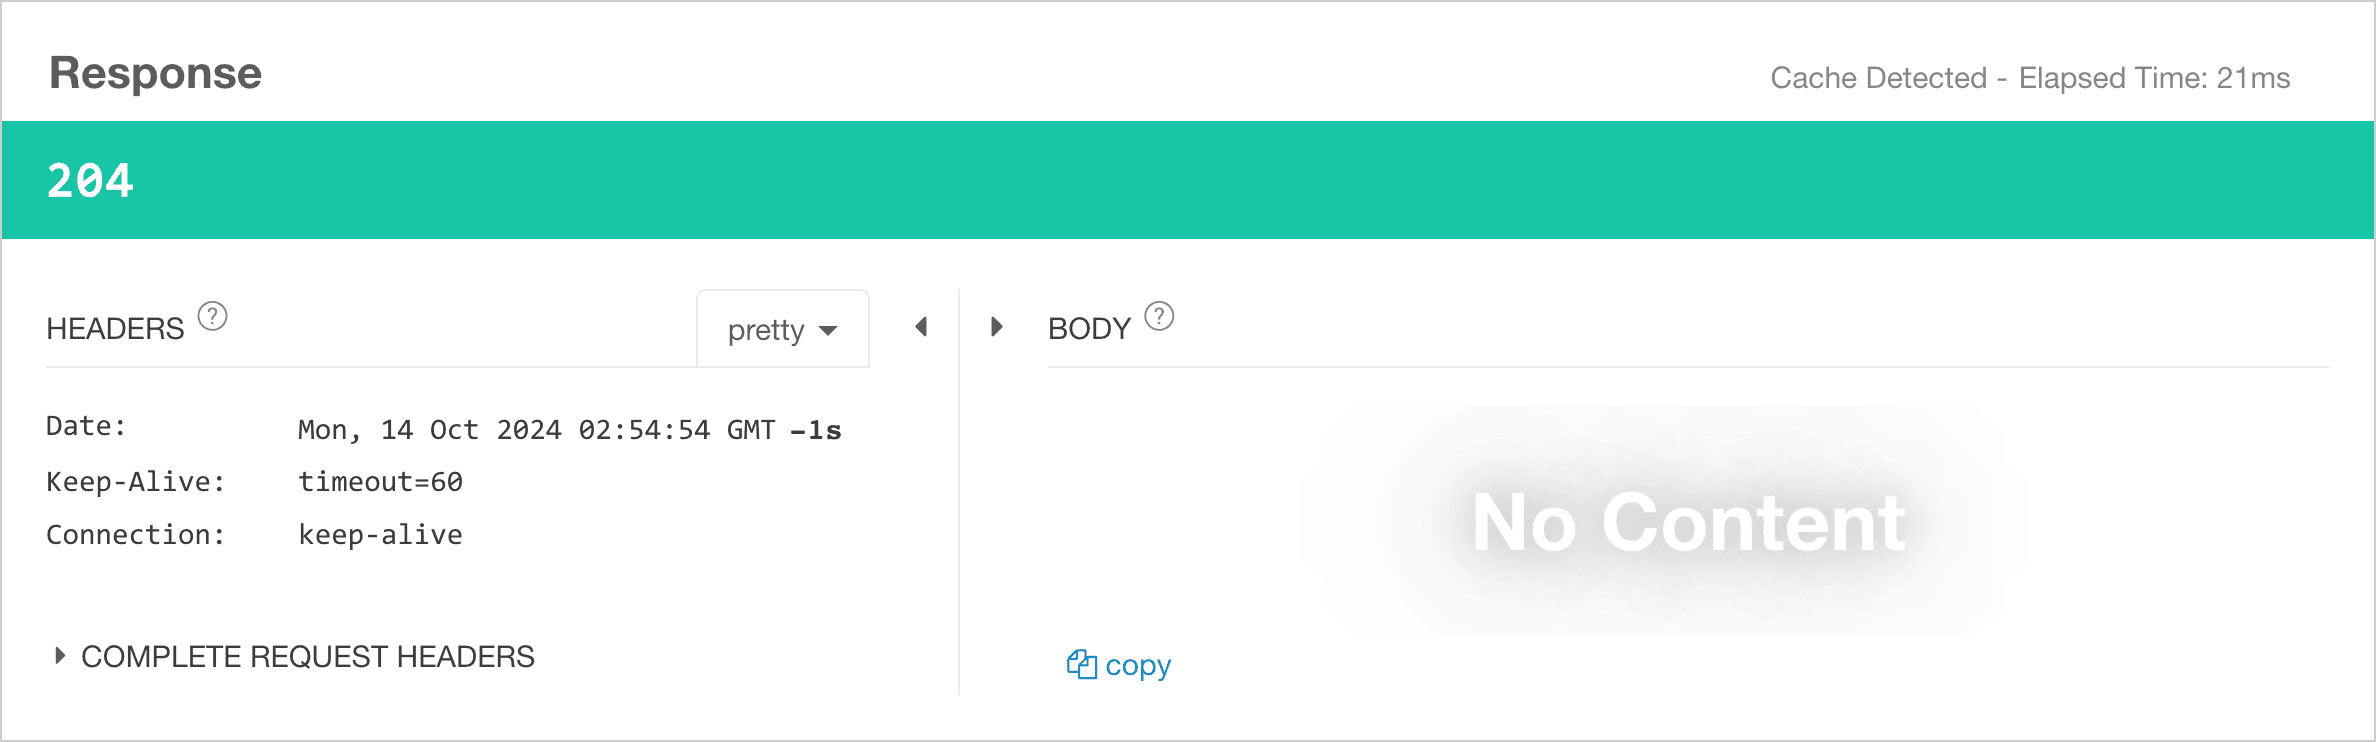 Response
Cache Detected - Elapsed Time: 21ms
204
HEADERS ?
pretty
BODY ?
Date: Mon, 14 Oct 2024 02:54:54 GMT -1s
Keep-Alive: timeout=60
Connection: keep-alive
No Content
COMPLETE REQUEST HEADERS
copy